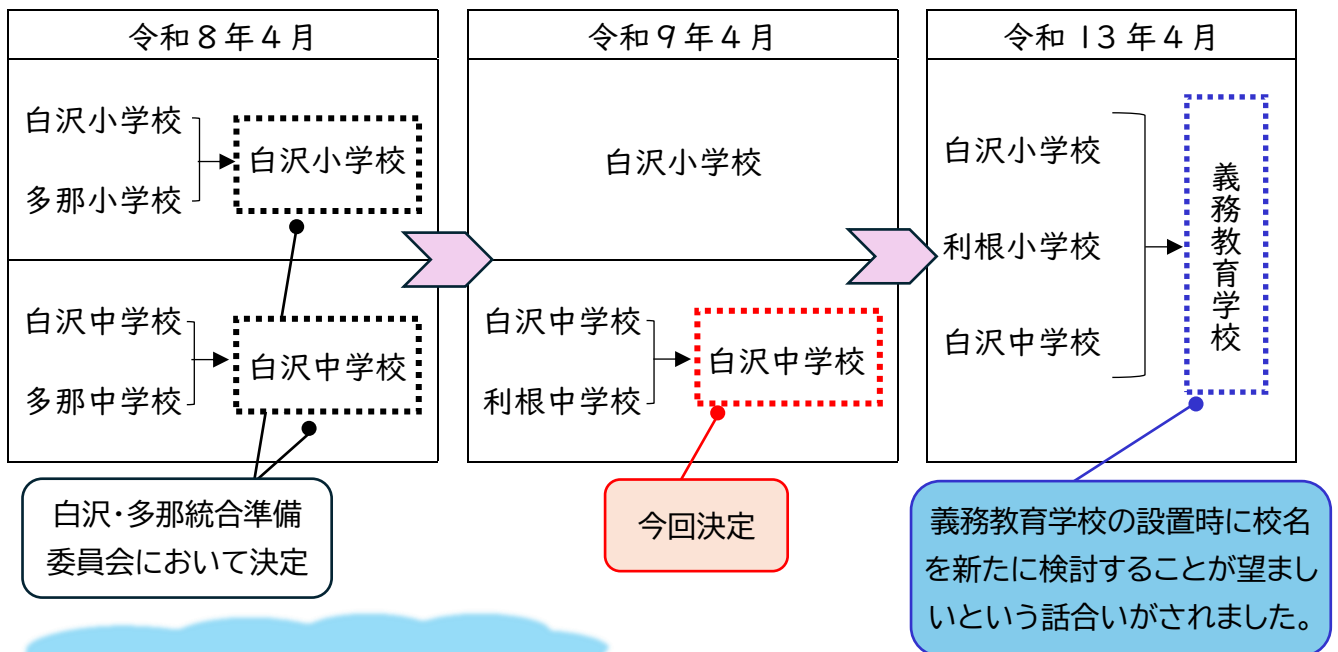 令和8年4月
白沢小学校
多那小学校
白沢小学校
白沢中学校
多那中学校
白沢中学校
白沢・多那統合準備
委員会において決定
令和9年4月
白沢小学校
白沢中学校
利根中学校
白沢中学校
今回決定
令和13年4月
白沢小学校
利根小学校
白沢中学校
義務教育学校
義務教育学校の設置時に校名
を新たに検討することが望まし
いという話合いがされました。